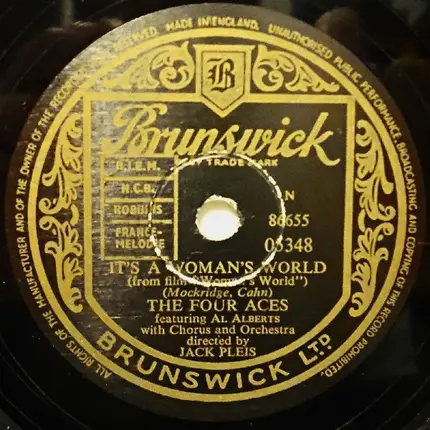 ALL RIGHTS OF THE MANUFACTURER AND OF THE OWNER OF THE RECORDED WORK RESERVED. MADE IN ENGLAND. UNAUTHORISED PUBLIC PERFORMANCE, BROADCASTING AND COPYING OF THIS RECORD PROHIBITED.
B
Brunswick
TRADE MARK
B.I.E.M.
N.C.B.
ROBBINS
FRANCE-
MELODIE
N
86655
05348
IT'S A WOMAN'S WORLD
(from film "Woman's World")
(Mockridge, Cahn)
THE FOUR ACES
featuring AL ALBERTS
with Chorus and Orchestra
directed by
JACK PLEIS
BRUNSWICK LTD